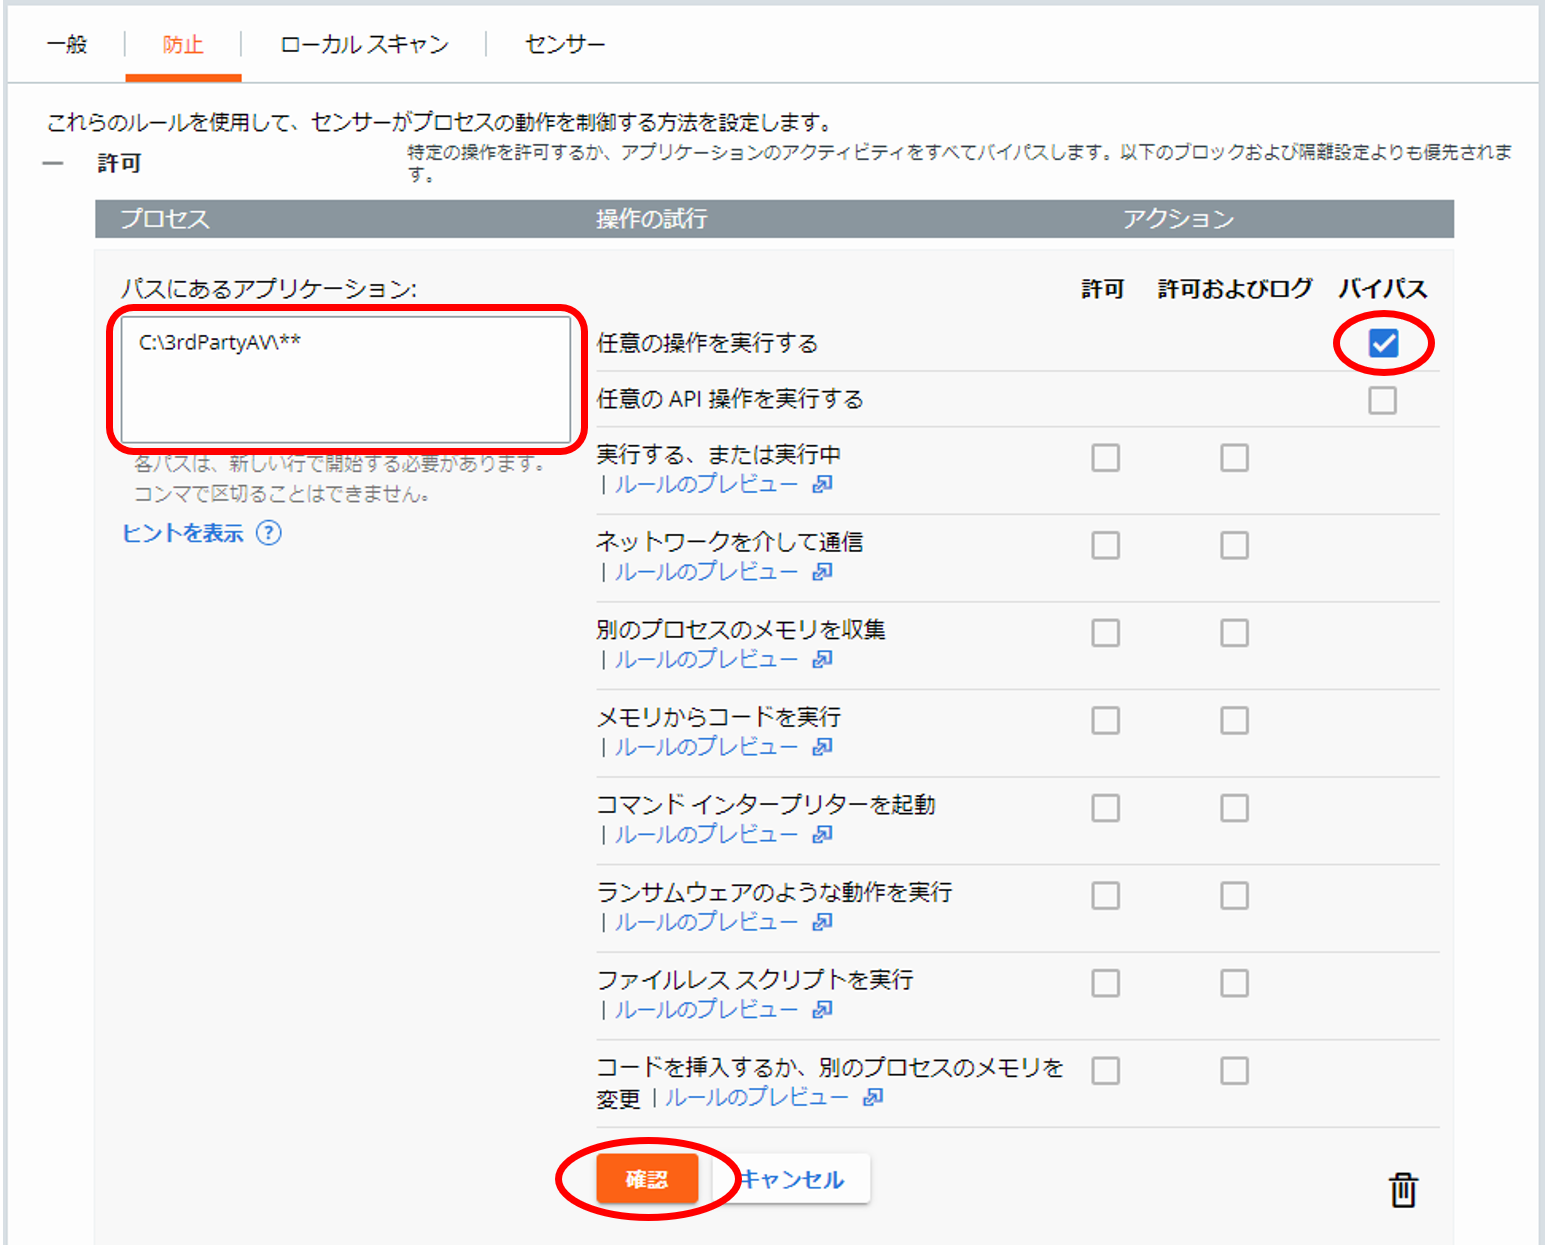 一般
防止
ローカル スキャン
センサー
これらのルールを使用して、センサーがプロセスの動作を制御する方法を設定します。
許可
特定の操作を許可するか、アプリケーションのアクティビティをすべてバイパスします。以下のブロックおよび隔離設定よりも優先されま
す。
プロセス
操作の試行
アクション
パスにあるアプリケーション:
許可
許可およびログ
バイパス
C:\3rdPartyAV\**
各パスは、新しい行で開始する必要があります。
コンマで区切ることはできません。
ヒントを表示 ?
任意の操作を実行する
任意の API 操作を実行する
実行する、または実行中
| ルールのプレビュー
ネットワークを介して通信
| ルールのプレビュー
別のプロセスのメモリを収集
| ルールのプレビュー
メモリからコードを実行
| ルールのプレビュー
コマンド インタープリターを起動
| ルールのプレビュー
ランサムウェアのような動作を実行
| ルールのプレビュー
ファイルレス スクリプトを実行
| ルールのプレビュー
コードを挿入するか、別のプロセスのメモリを
変更 | ルールのプレビュー
確認
キャンセル